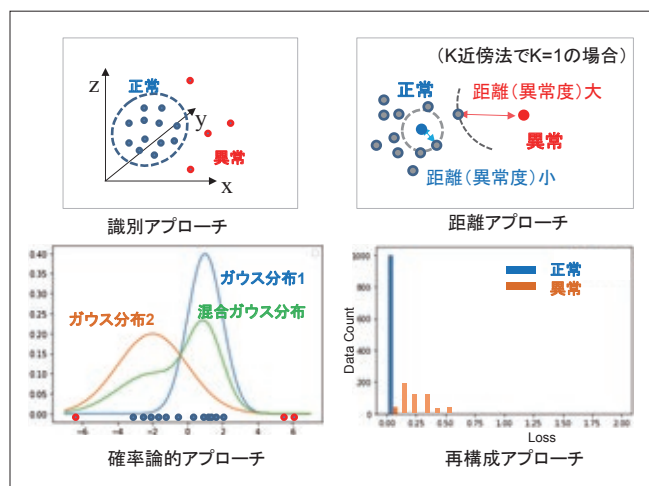 正常
z
y
異常
x
識別アプローチ
(K近傍法でK=1の場合)
正常
距離(異常度)大
異常
距離(異常度)小
距離アプローチ
0.40
0.35
0.30
0.25
0.20
0.15
0.10
0.05
0.00
ガウス分布1
ガウス分布2
混合ガウス分布
−6 −4 −2 0 2 4 6
確率論的アプローチ
1000
800
600
400
200
0
Data Count
正常
異常
0.00 0.25 0.50 0.75 1.00 1.25 1.50 1.75 2.00
Loss
再構成アプローチ